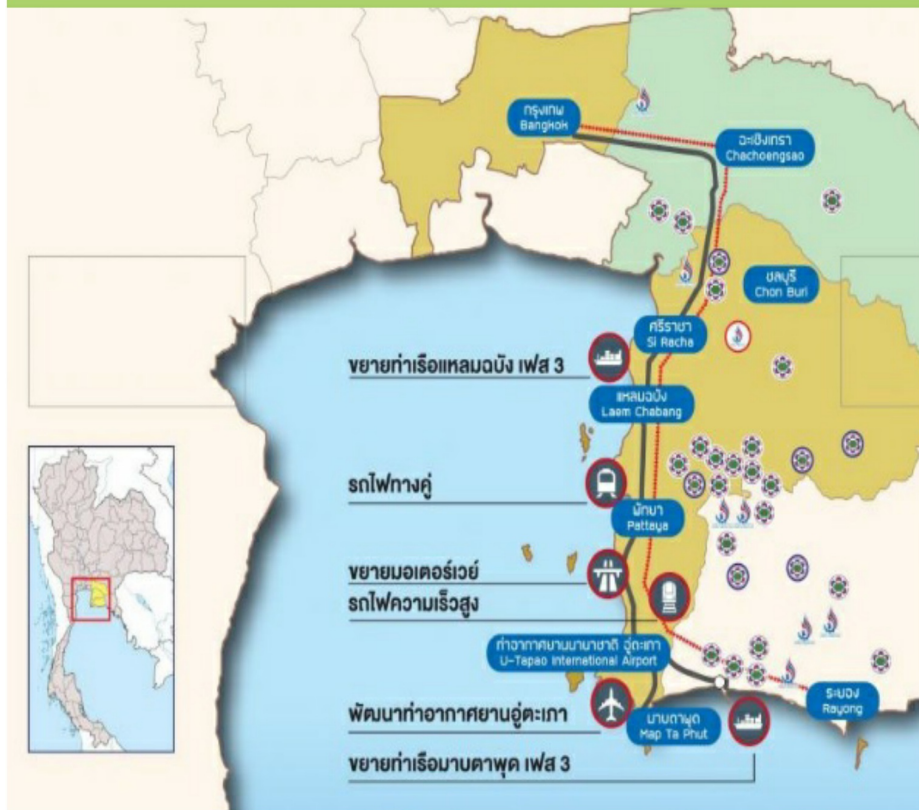 กรุงเทพ
Bangkok
ฉะเชิงเทรา
Chachoengsao
ชลบุรี
Chon Buri
ศรีราชา
Si Racha
ขยายท่าเรือแหลมฉบัง เฟส 3
แหลมฉบัง
Laem Chabang
รถไฟทางคู่
พัทยา
Pattaya
ขยายมอเตอร์เวย์
รถไฟความเร็วสูง
ท่าอากาศยานนานาชาติ อู่ตะเภา
U-Tapao International Airport
ระยอง
Rayong
พัฒนาท่าอากาศยานอู่ตะเภา
มาบตาพุด
Map Ta Phut
ขยายท่าเรือมาบตาพุด เฟส 3